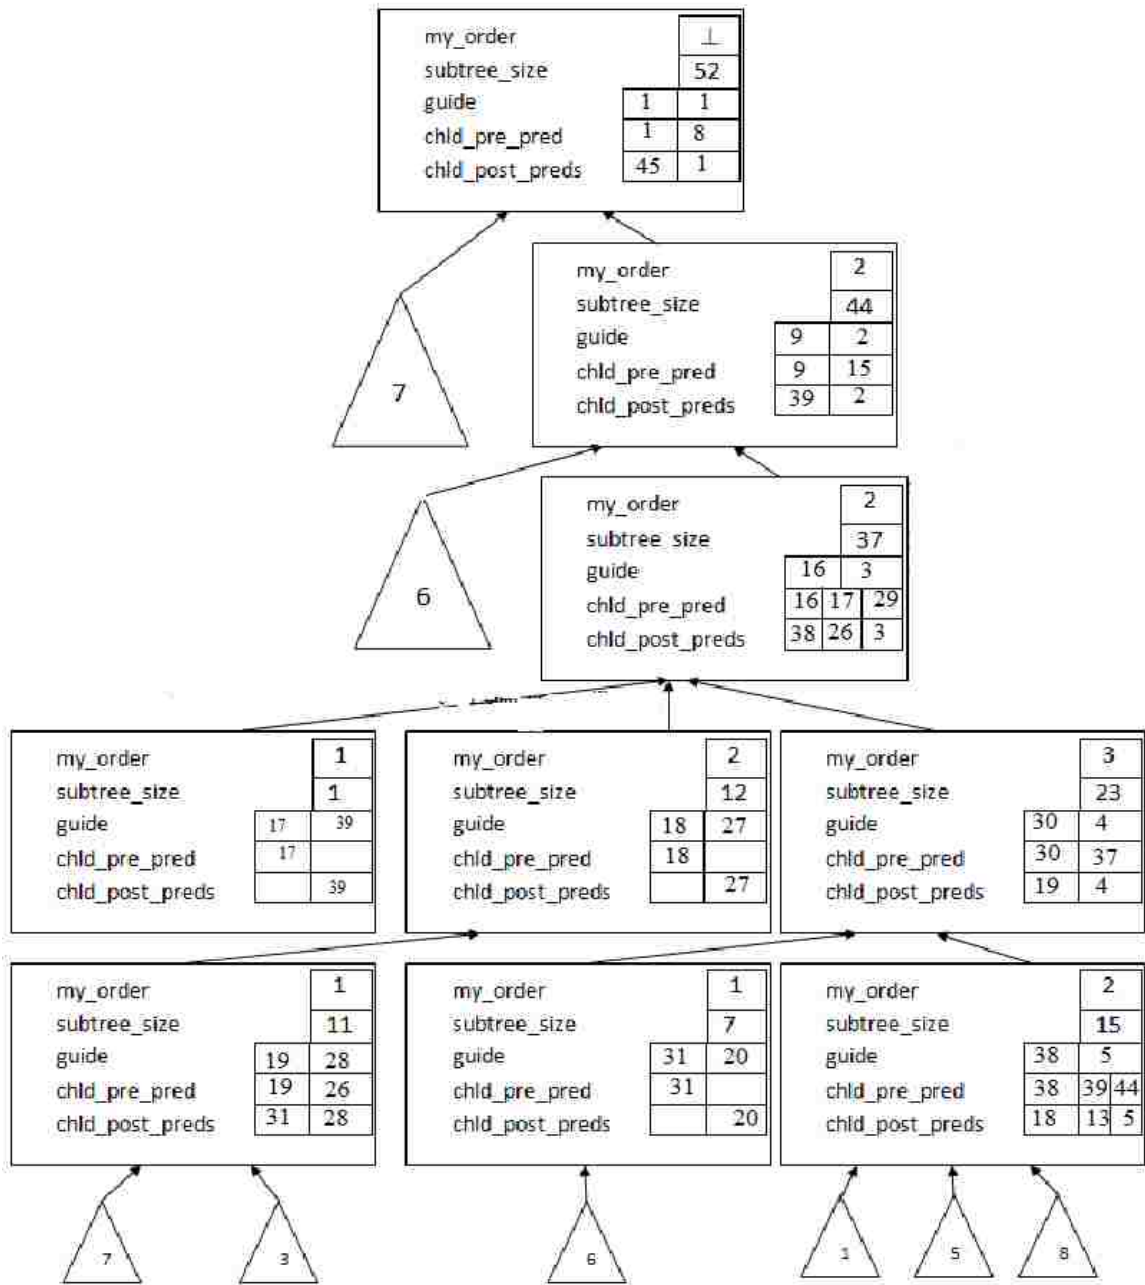 my_order ⊥
subtree_size 52
guide 1 1
chld_pre_pred 1 8
chld_post_preds 45 1
7
my_order 2
subtree_size 44
guide 9 2
chld_pre_pred 9 15
chld_post_preds 39 2
6
my_order 2
subtree size 37
guide 16 3
chld_pre_pred 16 17 29
chld_post_preds 38 26 3
my_order 1
subtree_size 1
guide 17 39
chld_pre_pred 17
chld_post_preds 39
my_order 2
subtree_size 12
guide 18 27
chld_pre_pred 18
chld_post_preds 27
my_order 3
subtree_size 23
guide 30 4
chld_pre_pred 30 37
chld_post_preds 19 4
my_order 1
subtree_size 11
guide 19 28
chld_pre_pred 19 26
chld_post_preds 31 28
my_order 1
subtree_size 7
guide 31 20
chld_pre_pred 31
chld_post_preds 20
my_order 2
subtree_size 15
guide 38 5
chld_pre_pred 38 39 44
chld_post_preds 18 13 5
7 3 6 1 5 8